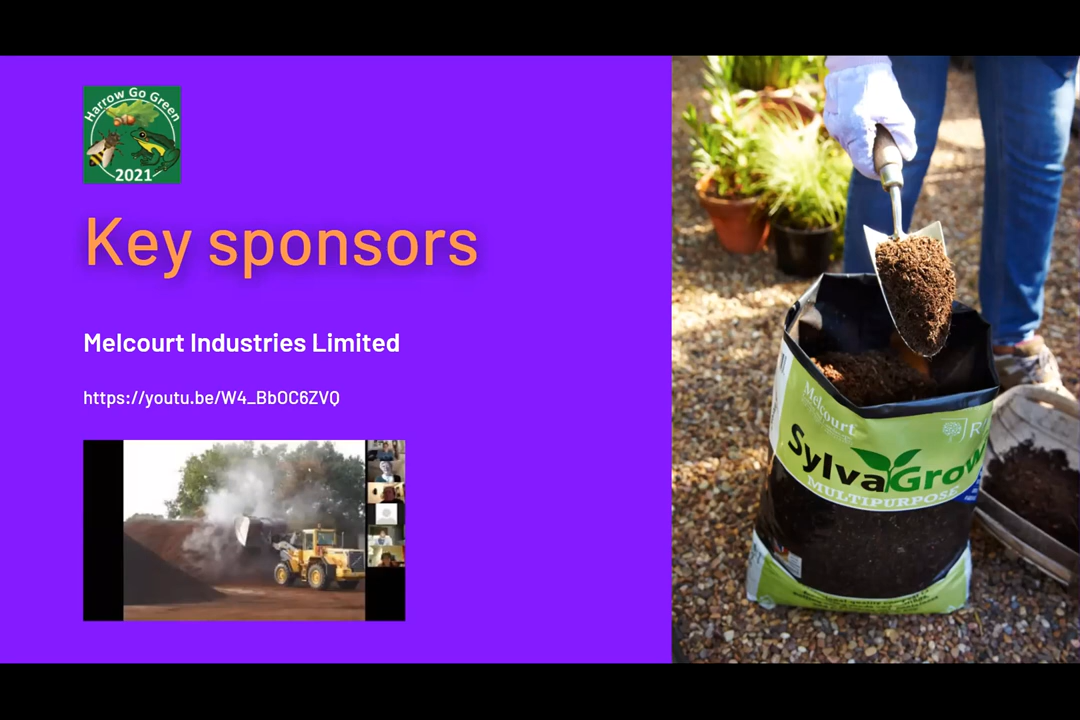 Harrow Go Green
2021
Key sponsors
Melcourt Industries Limited
https://youtu.be/W4_BbOC6ZVQ
Melcourt
SylvaGrow
MULTIPURPOSE